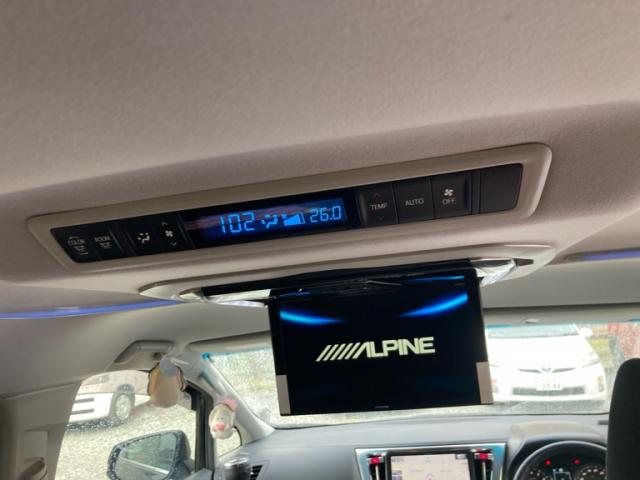 COLOR
ROOM
102 26.0
TEMP
AUTO
OFF
ALPINE